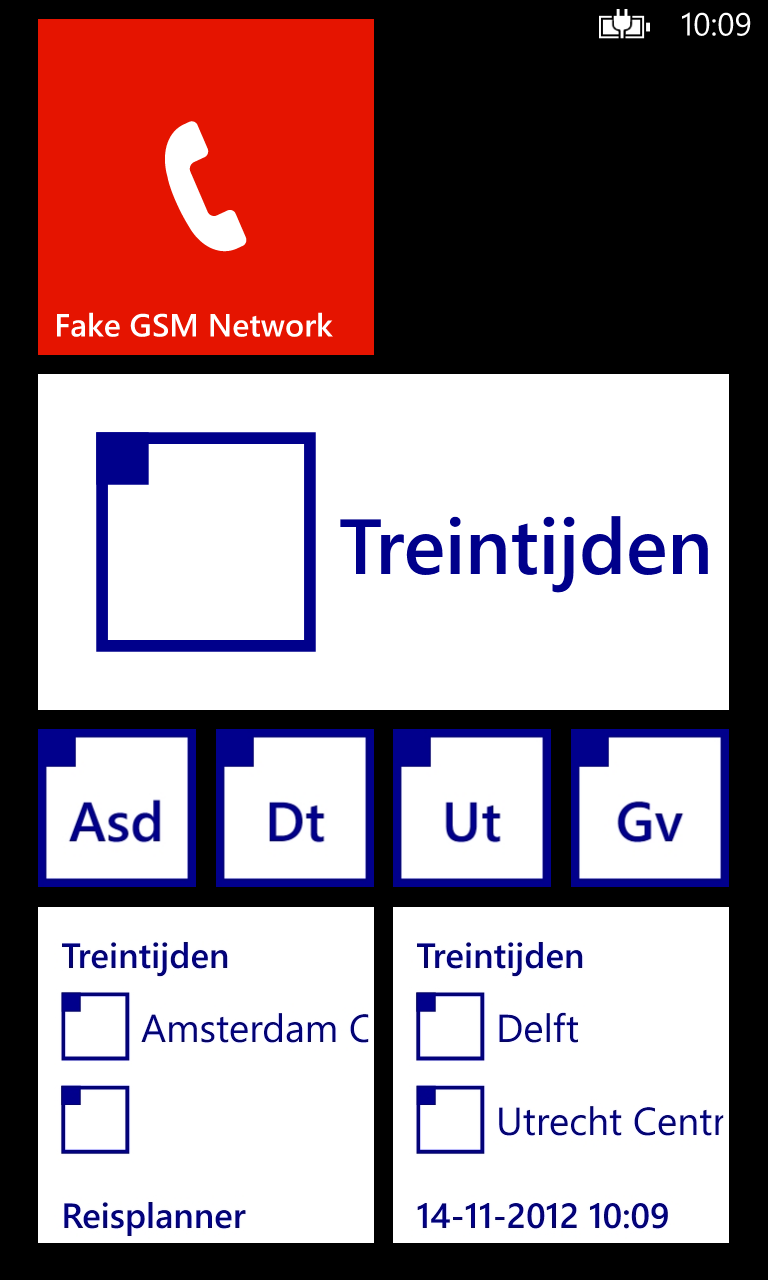 10:09
Fake GSM Network
Treintijden
Asd
Dt
Ut
Gv
Treintijden
Amsterdam C
Reisplanner
Treintijden
Delft
Utrecht Centr
14-11-2012 10:09